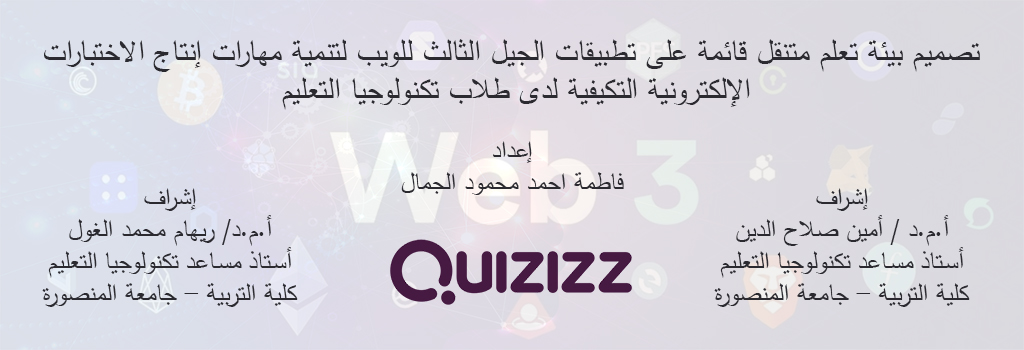 تصميم بيئة تعلم متنقل قائمة على تطبيقات الجيل الثالث للويب لتنمية مهارات إنتاج الاختبارات
الإلكترونية التكيفية لدى طلاب تكنولوجيا التعليم
Web 3
إعداد
فاطمة احمد محمود الجمال
إشراف
أ.م.د / أمين صلاح الدين
أستاذ مساعد تكنولوجيا التعليم
كلية التربية – جامعة المنصورة
QUIZIZZ
إشراف
أ.م.د/ ريهام محمد الغول
أستاذ مساعد تكنولوجيا التعليم
كلية التربية – جامعة المنصورة